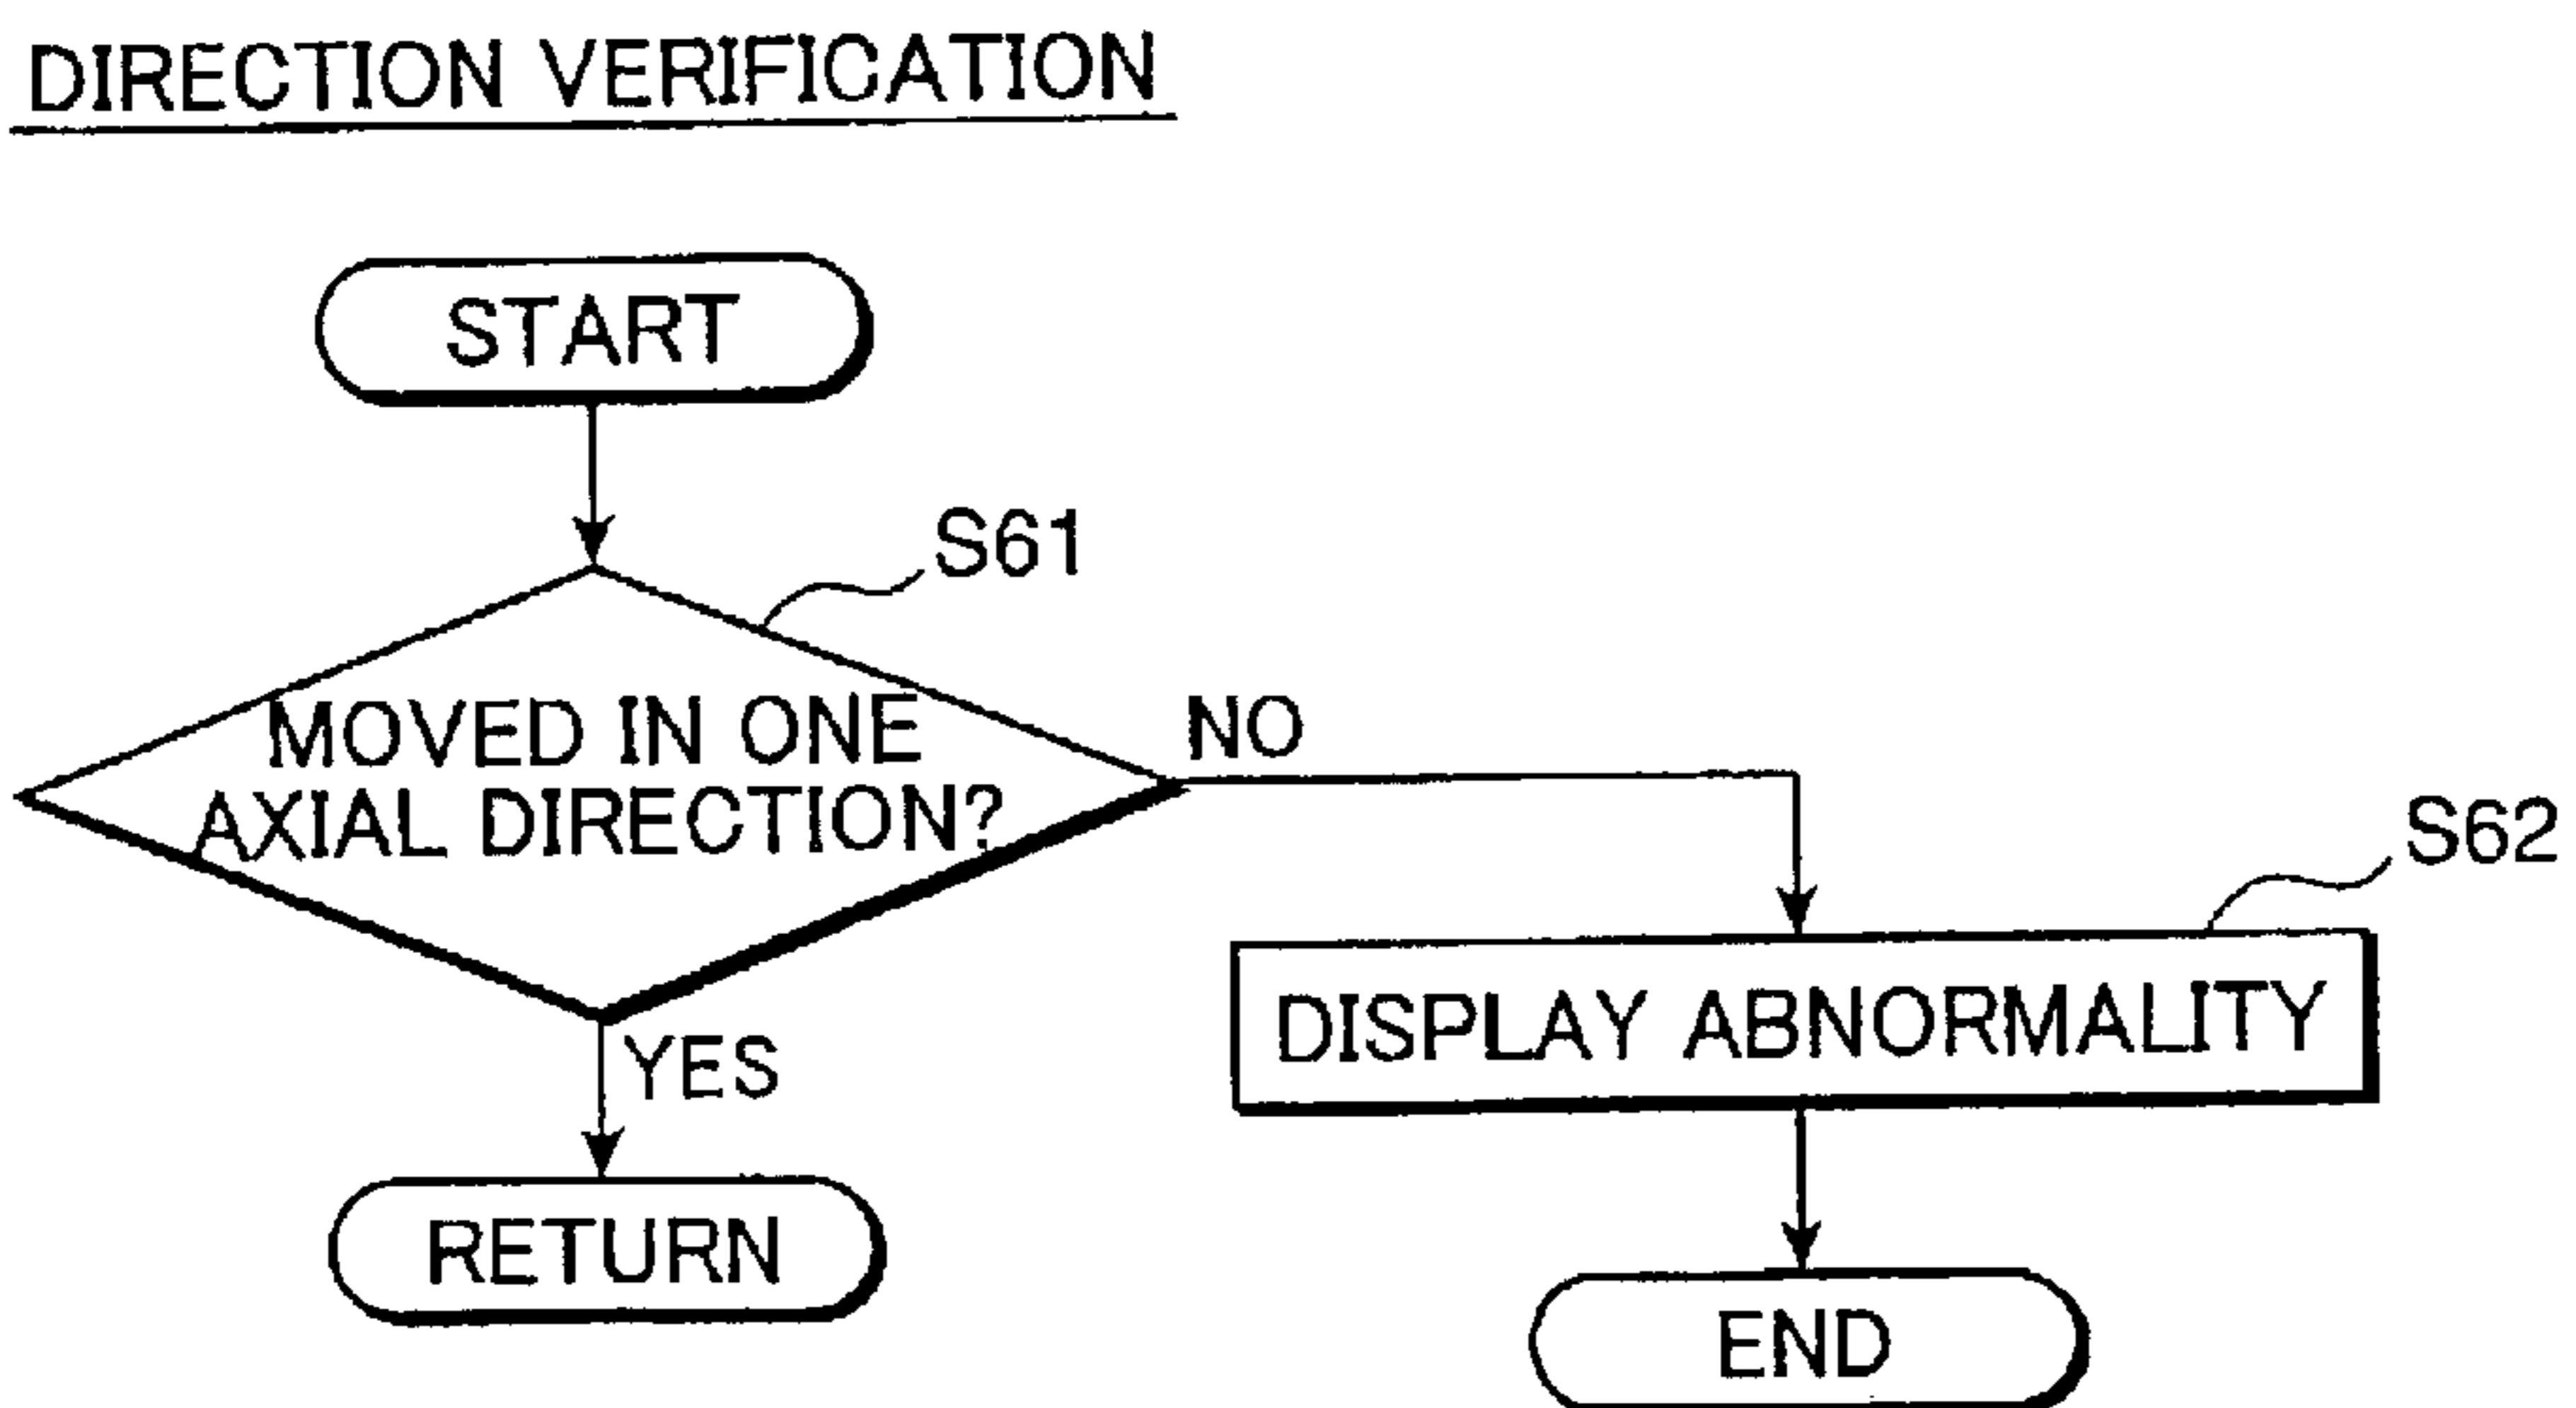 DIRECTION VERIFICATION
START
S61
MOVED IN ONE
AXIAL DIRECTION?
NO
S62
DISPLAY ABNORMALITY
YES
RETURN
END